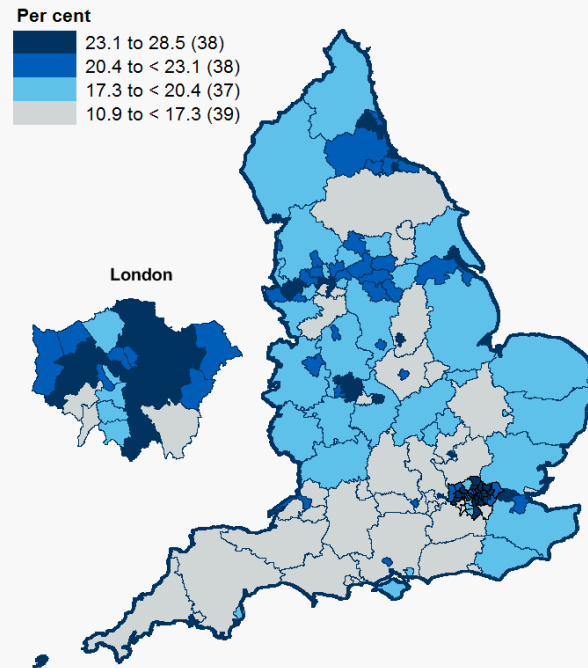 Per cent
23.1 to 28.5 (38)
20.4 to < 23.1 (38)
17.3 to < 20.4 (37)
10.9 to < 17.3 (39)
London